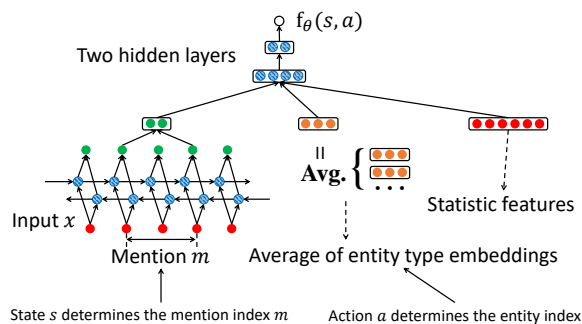 f_θ(s, a)
Two hidden layers
=
Avg. {
...
Input x
Statistic features
Mention m
Average of entity type embeddings
State s determines the mention index m
Action a determines the entity index